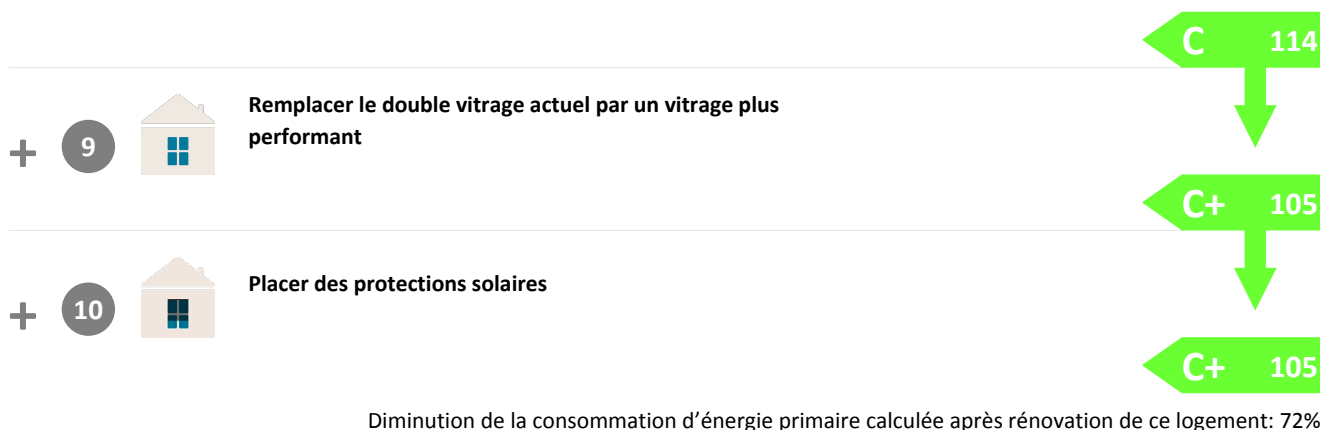 C 114
Remplacer le double vitrage actuel par un vitrage plus
performant
+ 9
C+ 105
Placer des protections solaires
+ 10
C+ 105
Diminution de la consommation d'énergie primaire calculée après rénovation de ce logement: 72%